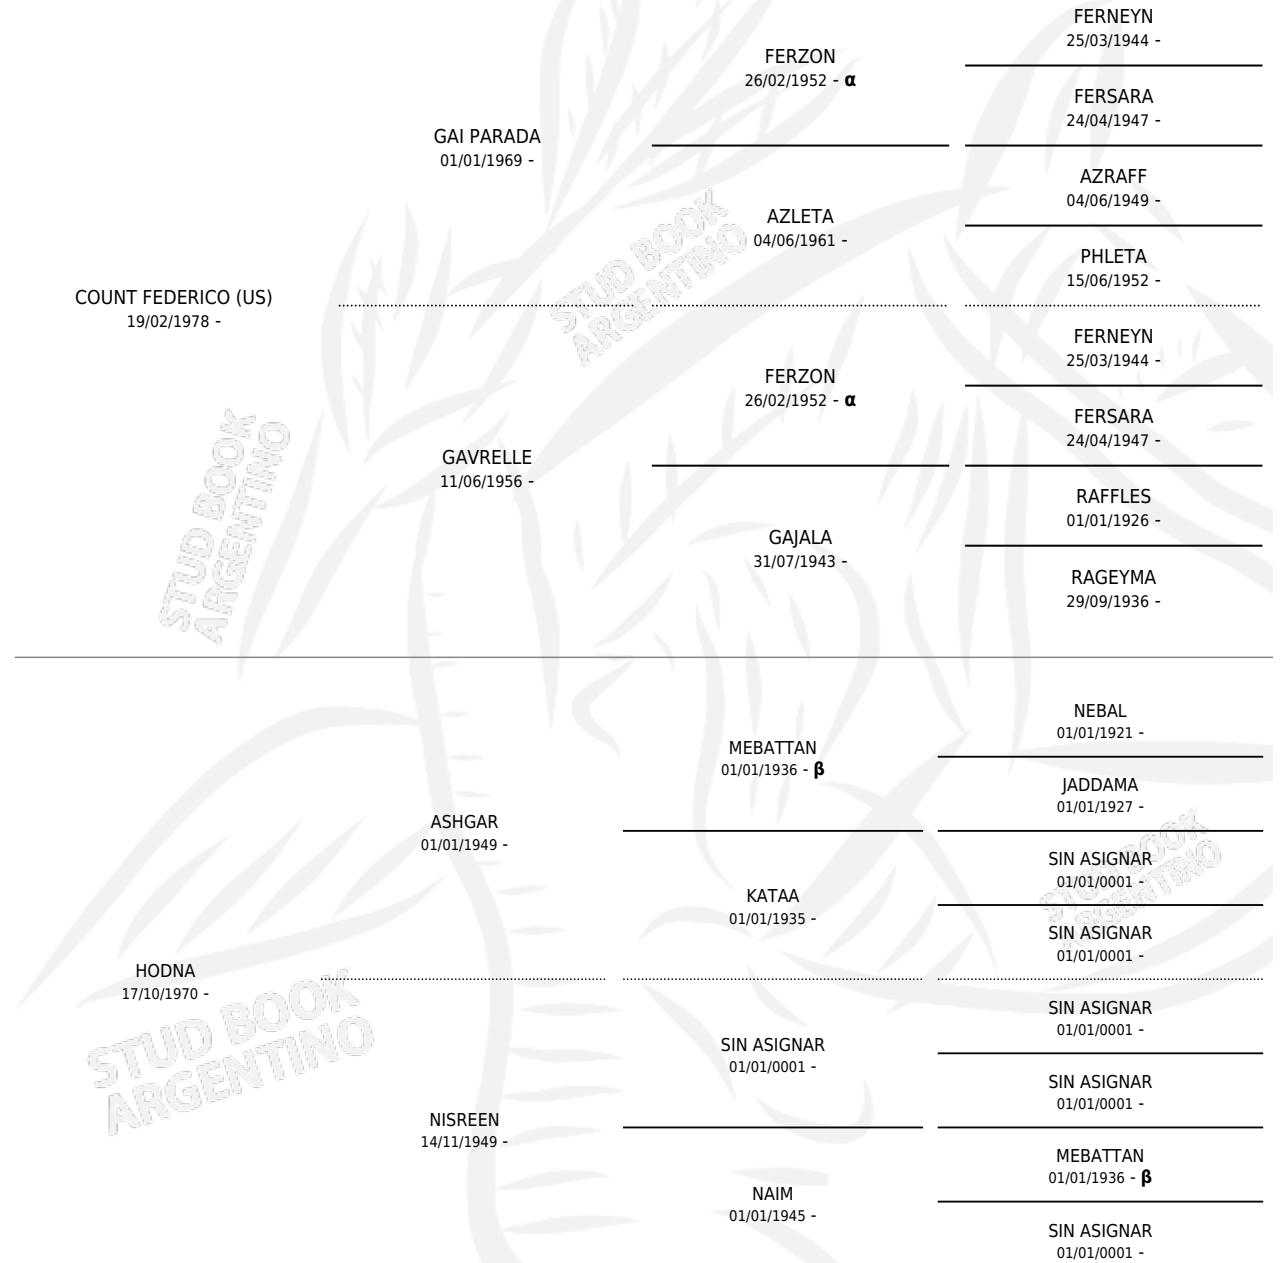 FERNEYN
25/03/1944 -
FERZON
26/02/1952 - α
FERSARA
24/04/1947 -
GAI PARADA
01/01/1969 -
AZRAFF
04/06/1949 -
AZLETA
04/06/1961 -
PHLETA
15/06/1952 -
COUNT FEDERICO (US)
19/02/1978 -
FERNEYN
25/03/1944 -
FERZON
26/02/1952 - α
FERSARA
24/04/1947 -
GAVRELLE
11/06/1956 -
RAFFLES
01/01/1926 -
GAJALA
31/07/1943 -
RAGEYMA
29/09/1936 -
NEBAL
01/01/1921 -
MEBATTAN
01/01/1936 - β
JADDAMA
01/01/1927 -
ASHGAR
01/01/1949 -
SIN ASIGNAR
01/01/0001 -
KATAA
01/01/1935 -
SIN ASIGNAR
01/01/0001 -
HODNA
17/10/1970 -
SIN ASIGNAR
01/01/0001 -
SIN ASIGNAR
01/01/0001 -
SIN ASIGNAR
01/01/0001 -
NISREEN
14/11/1949 -
MEBATTAN
01/01/1936 - β
NAIM
01/01/1945 -
SIN ASIGNAR
01/01/0001 -
STUD BOOK
ARGENTINO
STUD BOOK
ARGENTINO
STUD BOOK
ARGENTINO
STUD BOOK
ARGENTINO